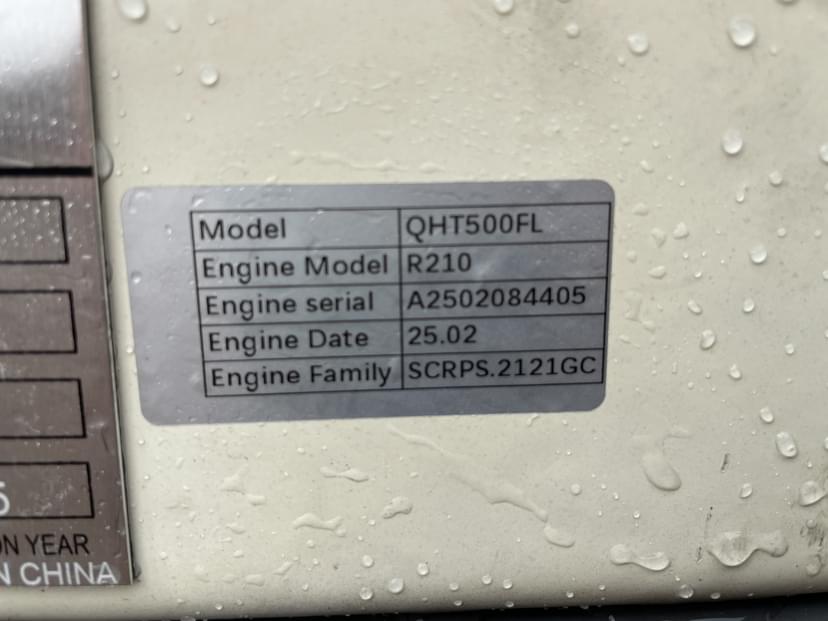 Model QHT500FL
Engine Model R210
Engine serial A2502084405
Engine Date 25.02
Engine Family SCRPS.2121GC
5
ON YEAR
N CHINA